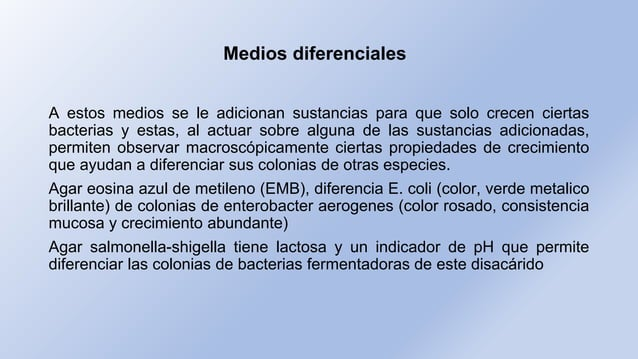 Medios diferenciales
A estos medios se le adicionan sustancias para que solo crecen ciertas
bacterias y estas, al actuar sobre alguna de las sustancias adicionadas,
permiten observar macroscópicamente ciertas propiedades de crecimiento
que ayudan a diferenciar sus colonias de otras especies.
Agar eosina azul de metileno (EMB), diferencia E. coli (color, verde metalico
brillante) de colonias de enterobacter aerogenes (color rosado, consistencia
mucosa y crecimiento abundante)
Agar salmonella-shigella tiene lactosa y un indicador de pH que permite
diferenciar las colonias de bacterias fermentadoras de este disacárido